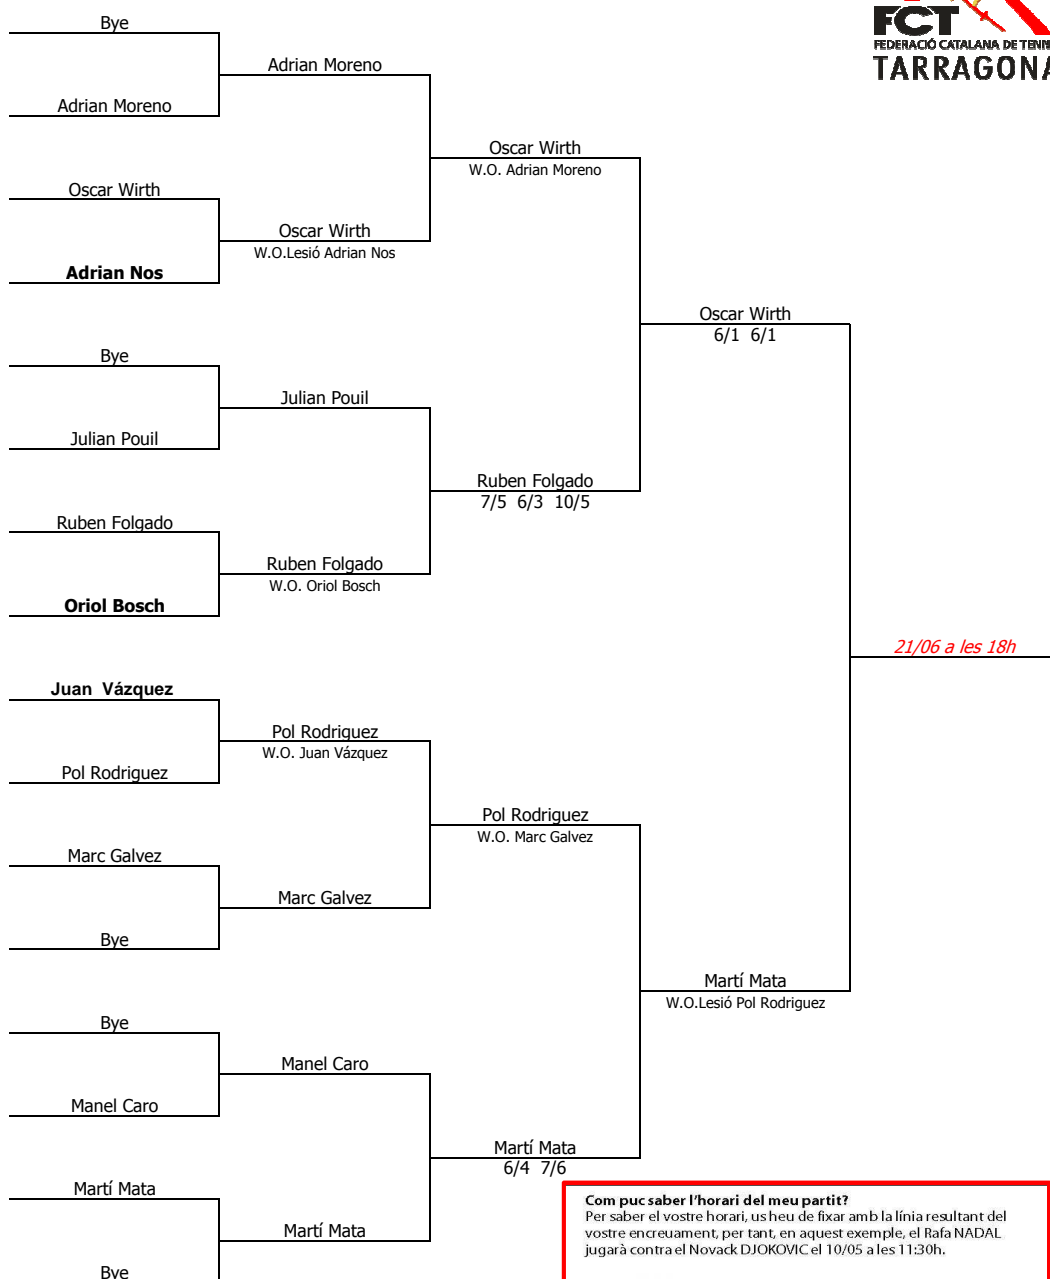 Bye
FCT
FEDERACIÓ CATALANA DE TENN
TARRAGONA
Adrian Moreno
Adrian Moreno
Oscar Wirth
W.O. Adrian Moreno
Oscar Wirth
Oscar Wirth
W.O.Lesió Adrian Nos
Adrian Nos
Oscar Wirth
6/1 6/1
Bye
Julian Pouil
Julian Pouil
Ruben Folgado
7/5 6/3 10/5
Ruben Folgado
Ruben Folgado
W.O. Oriol Bosch
Oriol Bosch
21/06 a les 18h
Juan Vázquez
Pol Rodriguez
W.O. Juan Vázquez
Pol Rodriguez
Pol Rodriguez
W.O. Marc Galvez
Marc Galvez
Marc Galvez
Bye
Martí Mata
W.O.Lesió Pol Rodriguez
Bye
Manel Caro
Manel Caro
Martí Mata
6/4 7/6
Martí Mata
Martí Mata
Bye
Com puc saber l'horari del meu partit?
Per saber el vostre horari, us heu de fixar amb la línia resultant del
vostre encreuament, per tant, en aquest exemple, el Rafa NADAL
jugarà contra el Novack DJOKOVIC el 10/05 a les 11:30h.